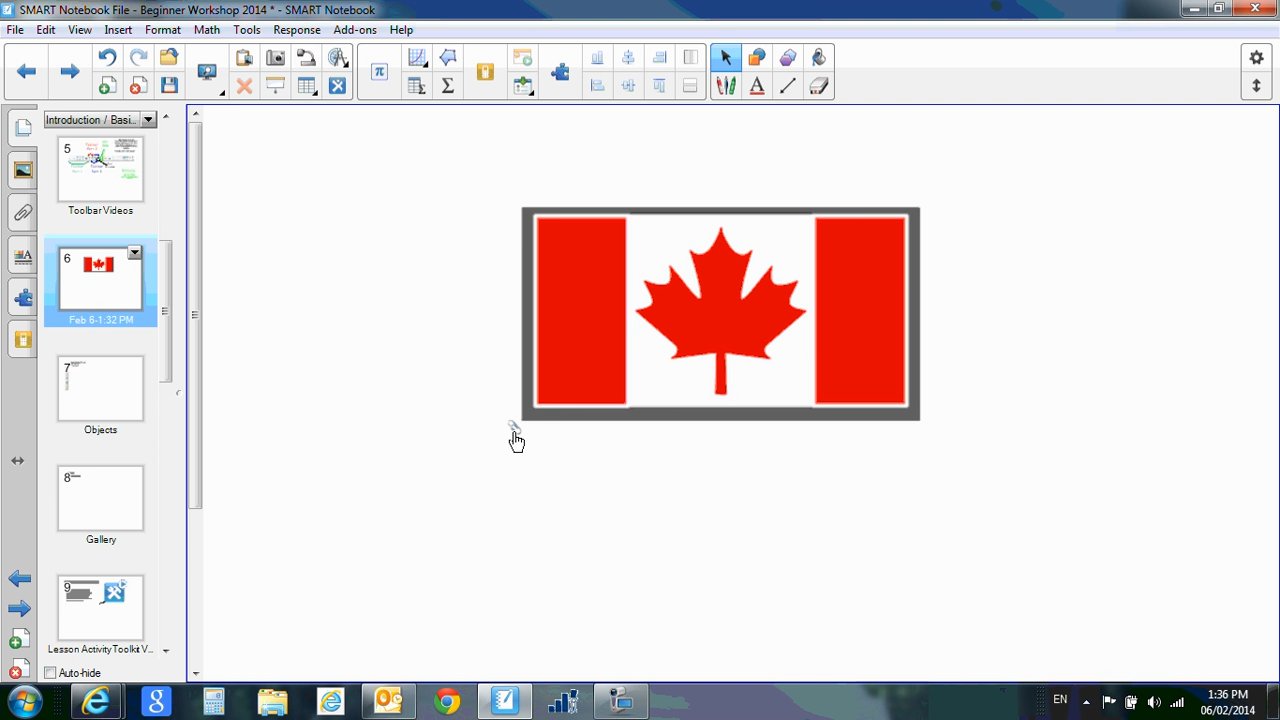 SMART Notebook File - Beginner Workshop 2014 * - SMART Notebook
File Edit View Insert Format Math Tools Response Add-ons Help
π Σ A
Introduction / Basi...
5
Toolbar Videos
6
Feb 6-1:32 PM
7
Objects
8
Gallery
9
Lesson Activity Toolkit V...
Auto-hide
EN
1:36 PM
06/02/2014